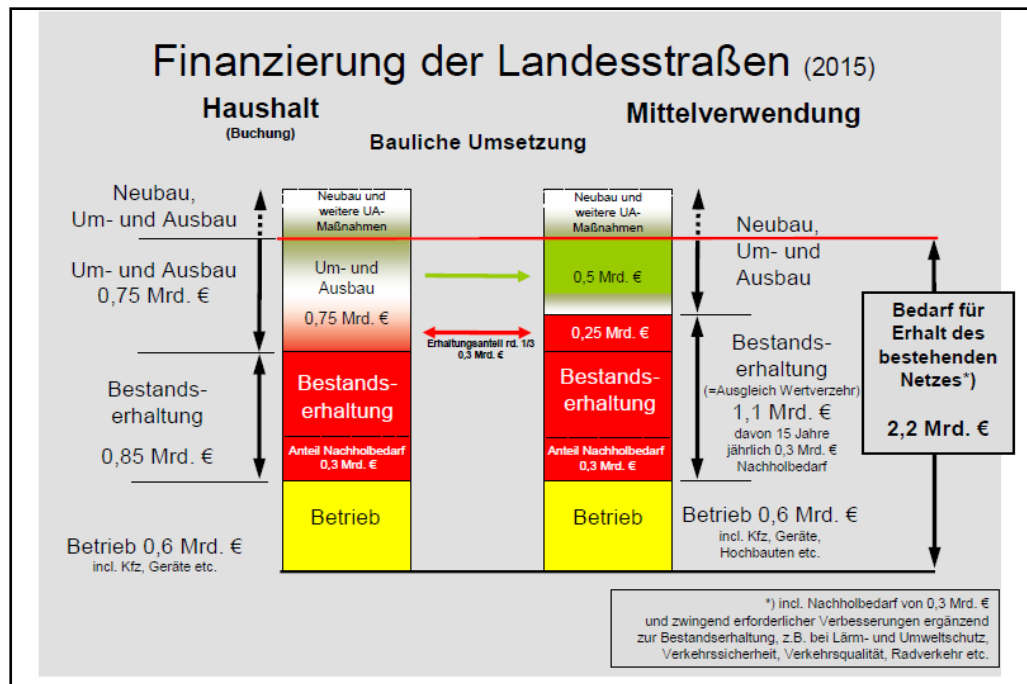 Finanzierung der Landesstraßen (2015)
Haushalt
(Buchung)
Bauliche Umsetzung
Mittelverwendung
Neubau,
Um- und Ausbau
Um- und Ausbau
0,75 Mrd. €
Bestands-
erhaltung
0,85 Mrd. €
Betrieb 0,6 Mrd. €
incl. Kfz, Geräte etc.
Neubau und
weitere UA-
Maßnahmen
Um- und
Ausbau
0,75 Mrd. €
Bestands-
erhaltung
Anteil Nachholbedarf
0,3 Mrd. €
Betrieb
Erhaltungsanteil rd. 1/3
0,3 Mrd. €
Neubau und
weitere UA-
Maßnahmen
0,5 Mrd. €
0,25 Mrd. €
Bestands-
erhaltung
Anteil Nachholbedarf
0,3 Mrd. €
Betrieb
Neubau,
Um- und
Ausbau
Bestands-
erhaltung
(=Ausgleich Wertverzehr)
1,1 Mrd. €
davon 15 Jahre
jährlich 0,3 Mrd. €
Nachholbedarf
Betrieb 0,6 Mrd. €
incl. Kfz, Geräte,
Hochbauten etc.
Bedarf für
Erhalt des
bestehenden
Netzes*)
2,2 Mrd. €
*) incl. Nachholbedarf von 0,3 Mrd. €
und zwingend erforderlicher Verbesserungen ergänzend
zur Bestandserhaltung, z.B. bei Lärm- und Umweltschutz,
Verkehrssicherheit, Verkehrsqualität, Radverkehr etc.